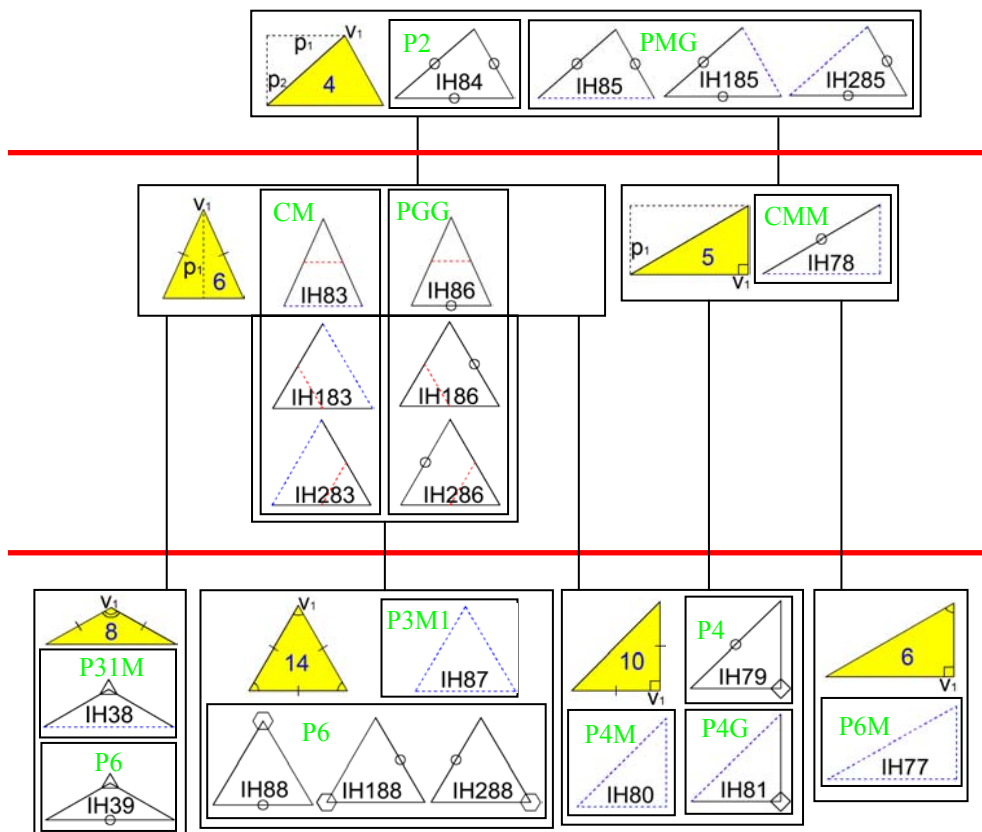 p₁ v₁
p₂
4
P2
IH84
PMG
IH85 IH185 IH285
v₁
p₁ 6
CM
IH83
PGG
IH86
IH183
IH186
IH283
IH286
p₁ 5
v₁
CMM
IH78
v₁
8
P31M
IH38
P6
IH39
v₁
14
P3M1
IH87
P6
IH88 IH188 IH288
10
v₁
P4
IH79
P4M
IH80
P4G
IH81
6
v₁
P6M
IH77